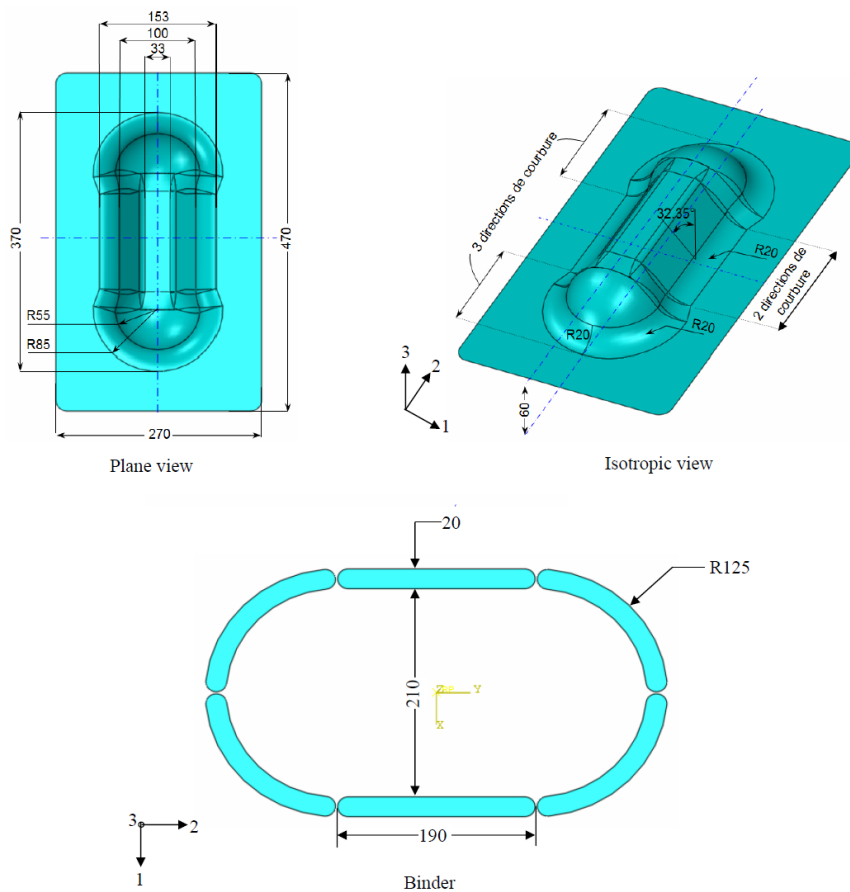 153
100
33
370
470
R55
R85
270
Plane view
3 directions de courbure
32.35°
R20
2 directions de
courbure
R20
R20
3
2
1
60
Isotropic view
20
R125
210
Z
Y
X
190
3
2
1
Binder